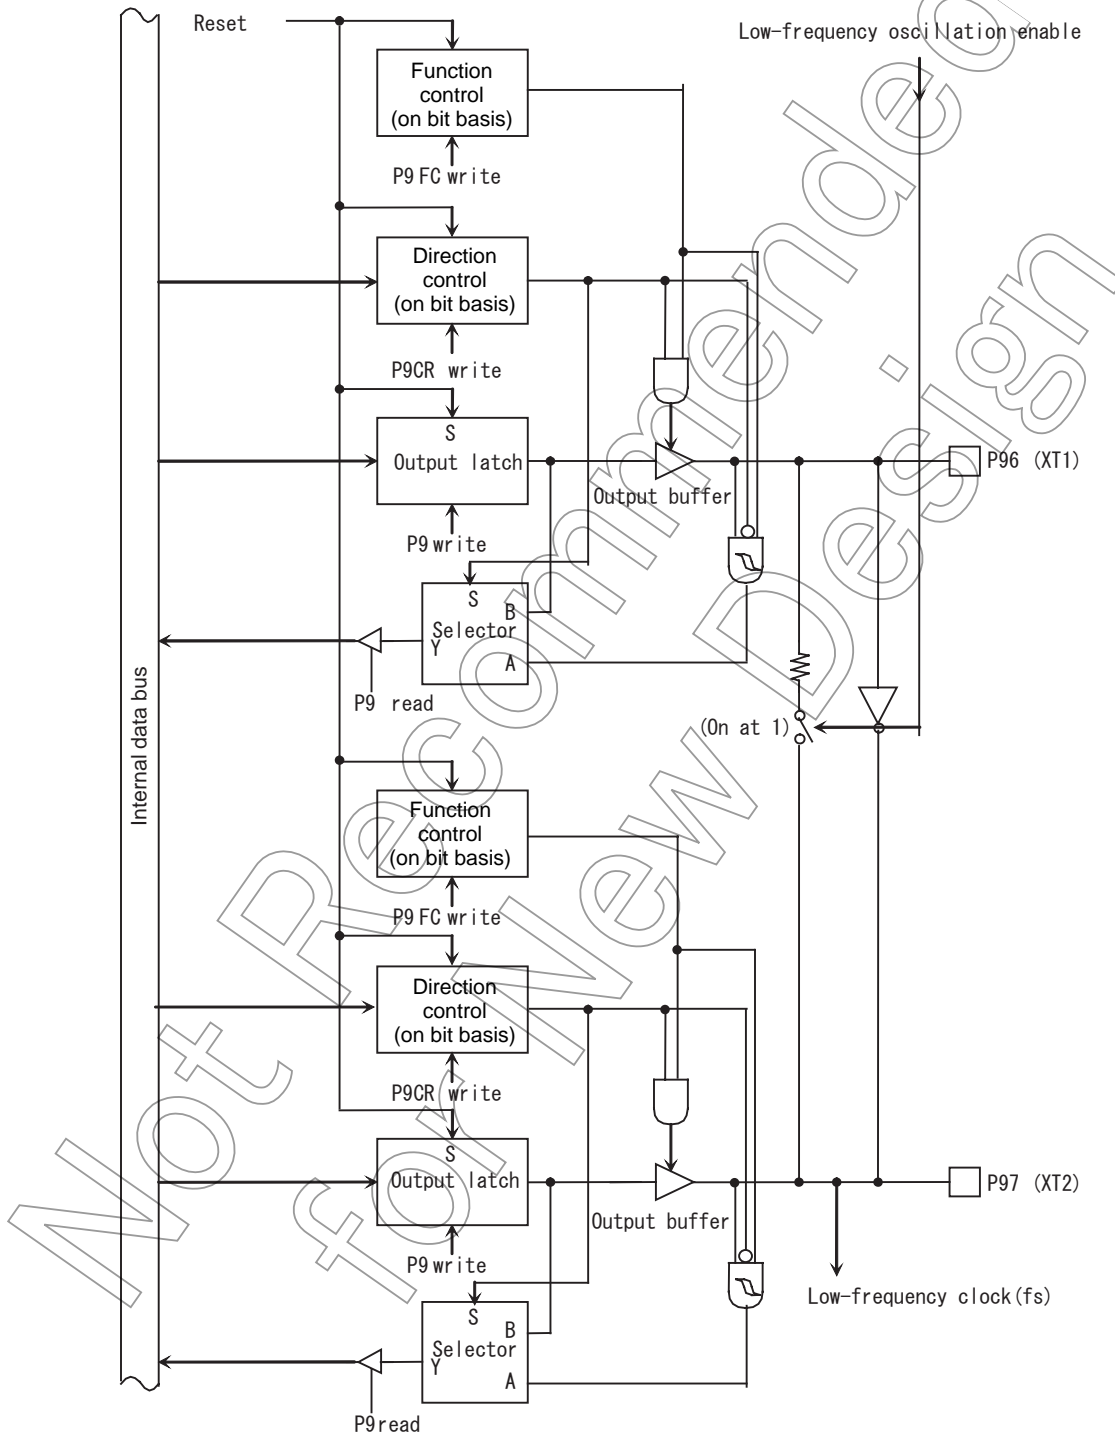 Reset
Low-frequency oscillation enable
Function
control
(on bit basis)
P9 FC write
Direction
control
(on bit basis)
P9CR write
S
Output latch
P96 (XT1)
Output buffer
P9 write
S
B
Selector
Y
A
P9 read
(On at 1)
Internal data bus
Function
control
(on bit basis)
P9 FC write
Direction
control
(on bit basis)
P9CR write
S
Output latch
P97 (XT2)
Output buffer
P9 write
Low-frequency clock(fs)
S
B
Selector
Y
A
P9 read
Not Recommended
for New Design